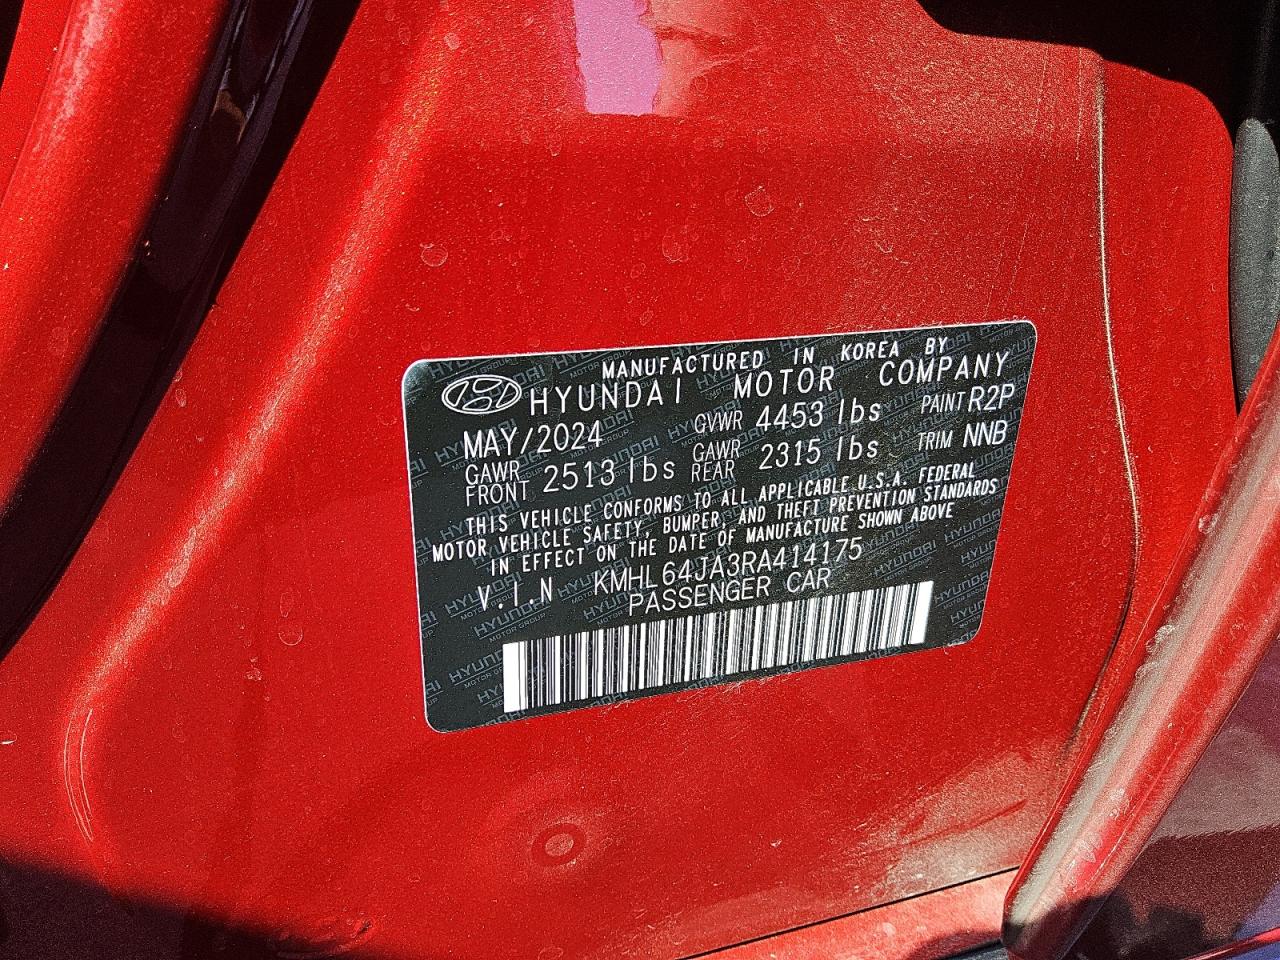 MANUFACTURED IN KOREA BY
HYUNDAI MOTOR COMPANY
MAY/2024 GVWR 4453 lbs PAINT R2P
GAWR FRONT 2513 lbs GAWR REAR 2315 lbs TRIM NNB
THIS VEHICLE CONFORMS TO ALL APPLICABLE U.S.A. FEDERAL
MOTOR VEHICLE SAFETY, BUMPER, AND THEFT PREVENTION STANDARDS
IN EFFECT ON THE DATE OF MANUFACTURE SHOWN ABOVE
V.I.N KMHL64JA3RA414175
PASSENGER CAR